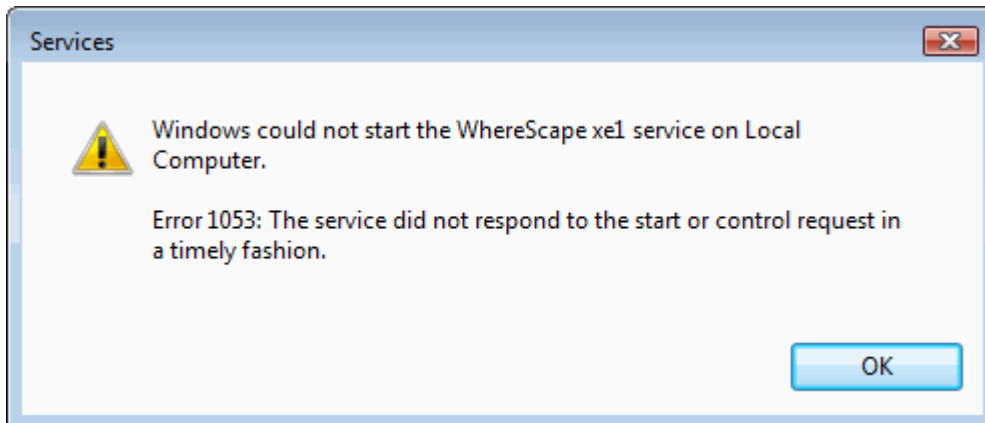 Services
Windows could not start the WhereScape xe1 service on Local
Computer.
Error 1053: The service did not respond to the start or control request in
a timely fashion.
OK